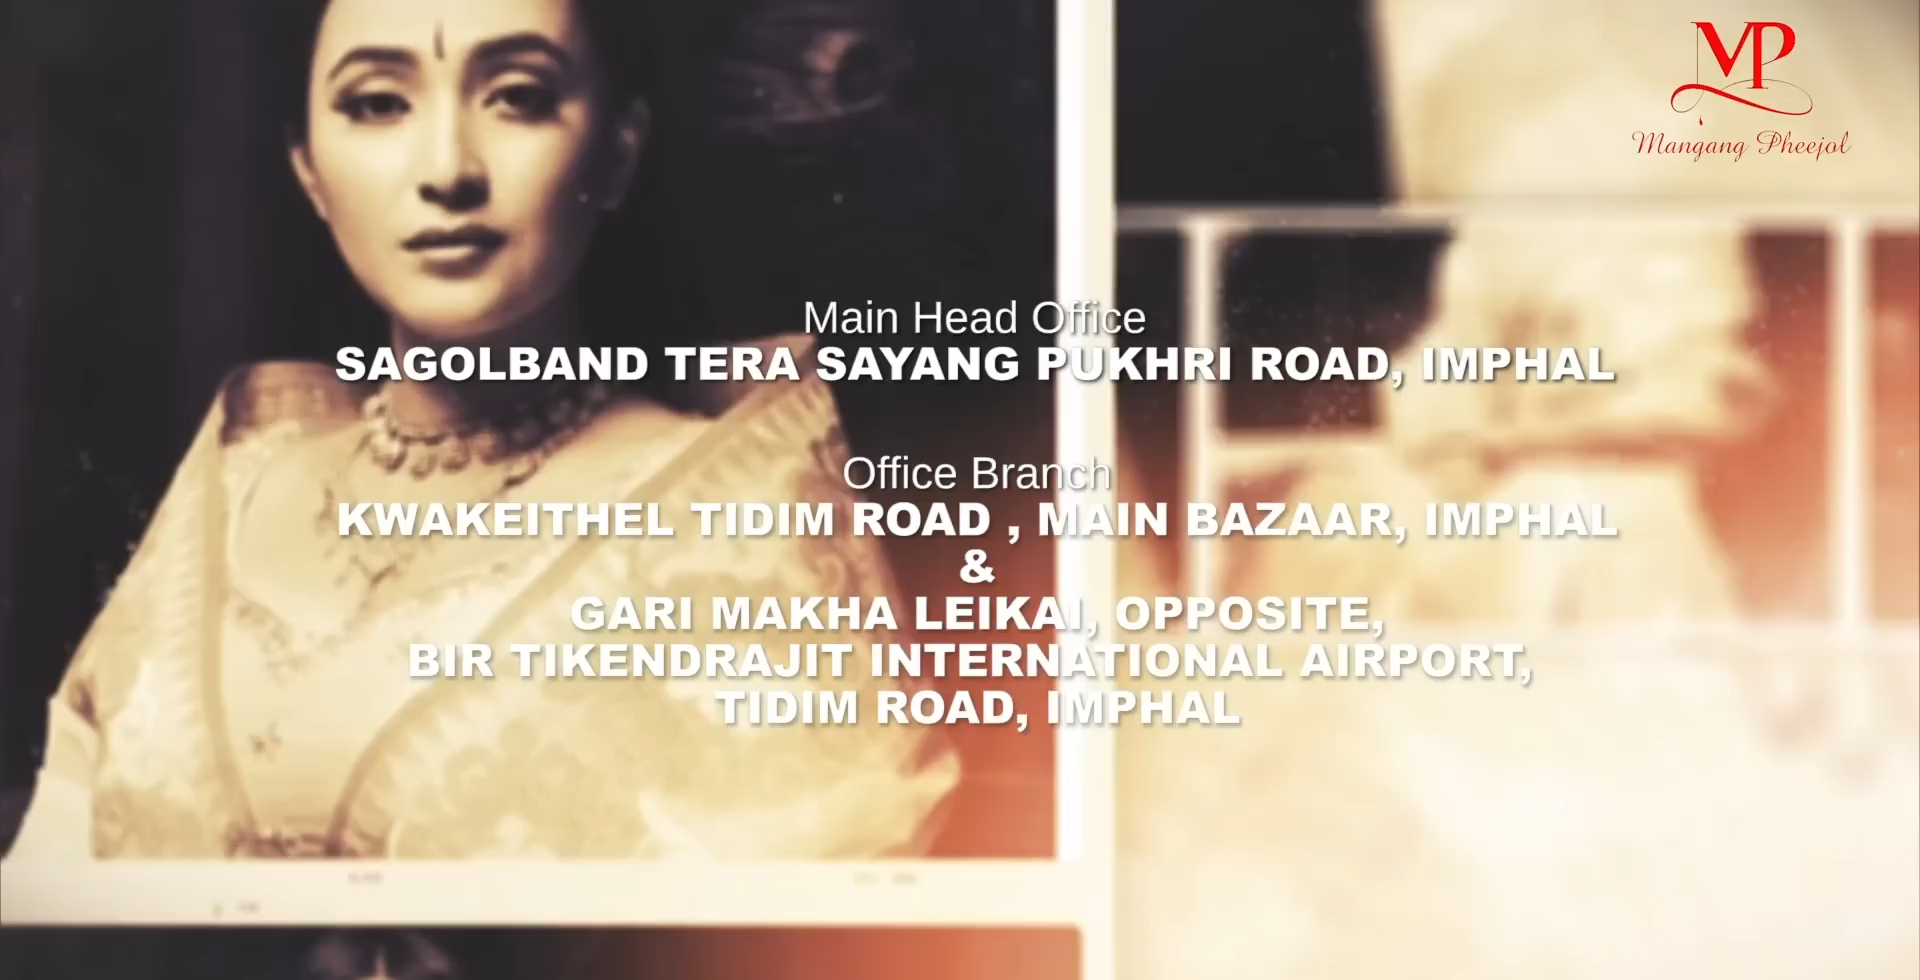 MP
Mangang Pheejol
Main Head Office
SAGOLBAND TERA SAYANG PUKHRI ROAD, IMPHAL
Office Branch
KWAKEITHEL TIDIM ROAD , MAIN BAZAAR, IMPHAL
&
GARI MAKHA LEIKAI, OPPOSITE,
BIR TIKENDRAJIT INTERNATIONAL AIRPORT,
TIDIM ROAD, IMPHAL